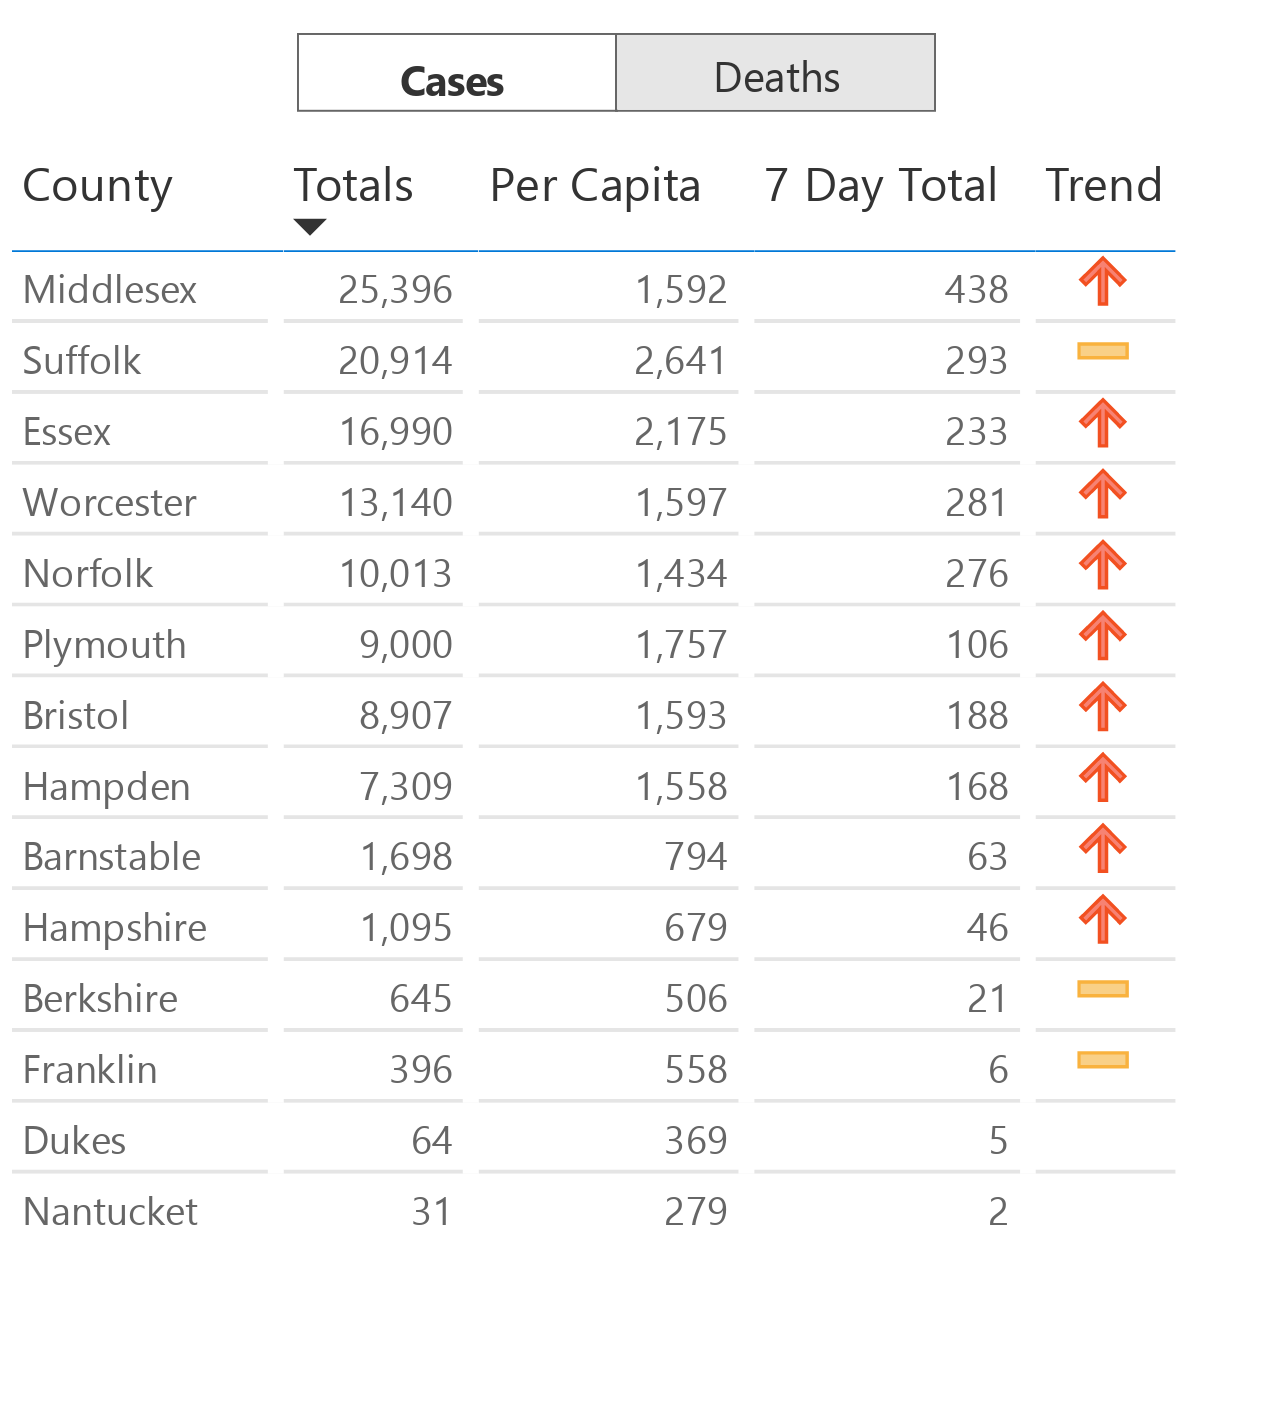 Cases Deaths
County Totals Per Capita 7 Day Total Trend
Middlesex 25,396 1,592 438
Suffolk 20,914 2,641 293
Essex 16,990 2,175 233
Worcester 13,140 1,597 281
Norfolk 10,013 1,434 276
Plymouth 9,000 1,757 106
Bristol 8,907 1,593 188
Hampden 7,309 1,558 168
Barnstable 1,698 794 63
Hampshire 1,095 679 46
Berkshire 645 506 21
Franklin 396 558 6
Dukes 64 369 5
Nantucket 31 279 2